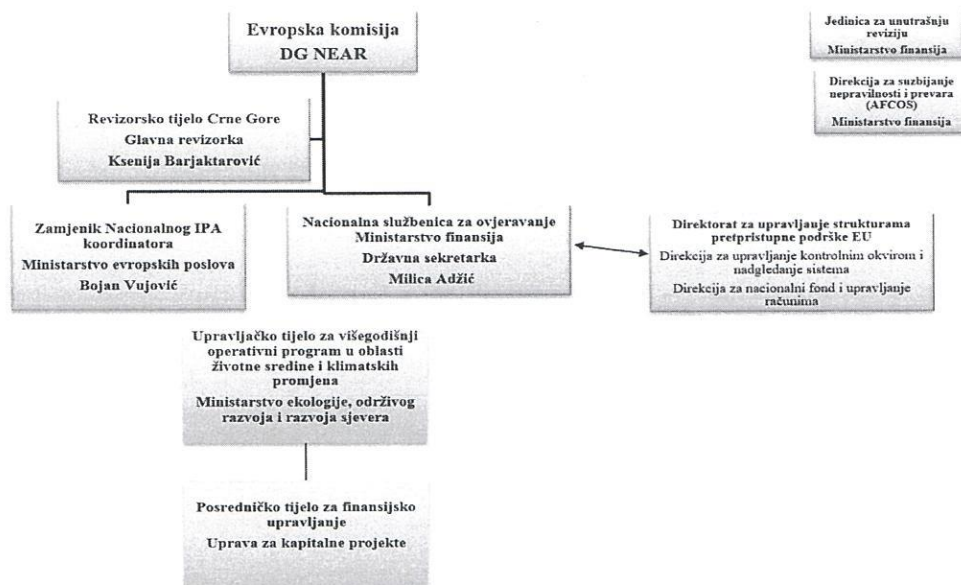 Evropska komisija
DG NEAR
Jedinica za unutrašnju
reviziju
Ministarstvo finansija
Direkcija za suzbijanje
nepravilnosti i prevara
(AFCOS)
Ministarstvo finansija
Revizorsko tijelo Crne Gore
Glavna revizorka
Ksenija Barjaktarović
Zamjenik Nacionalnog IPA
koordinatora
Ministarstvo evropskih poslova
Bojan Vujović
Nacionalna službenica za ovjeravanje
Ministarstvo finansija
Državna sekretarka
Milica Adžić
Direktorat za upravljanje strukturama
pretpristupne podrške EU
Direkcija za upravljanje kontrolnim okvirom i
nadgledanje sistema
Direkcija za nacionalni fond i upravljanje
računima
Upravljačko tijelo za višegodišnji
operativni program u oblasti
životne sredine i klimatskih
promjena
Ministarstvo ekologije, održivog
razvoja i razvoja sjevera
Posredničko tijelo za finansijsko
upravljanje
Uprava za kapitalne projekte